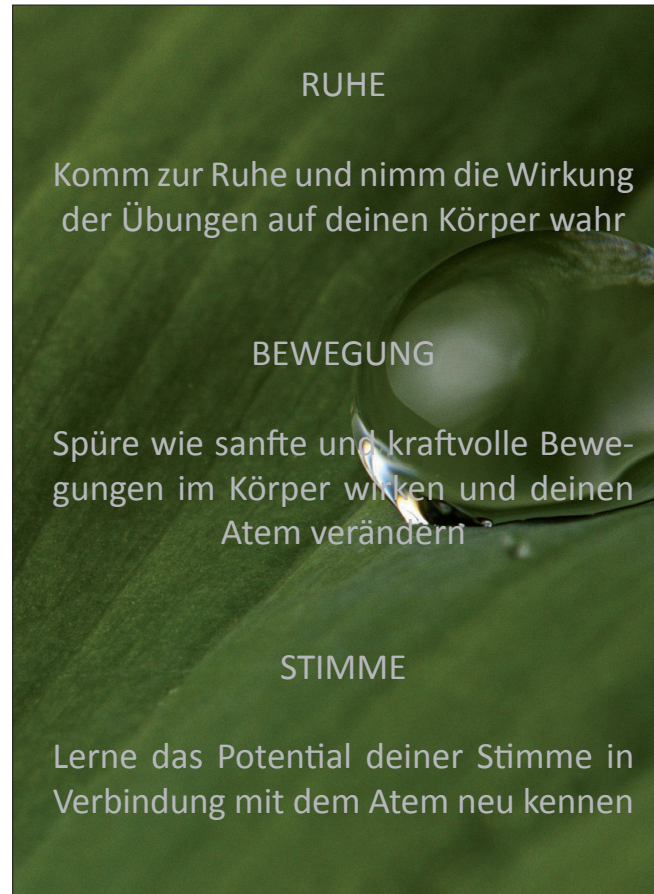 RUHE
Komm zur Ruhe und nimm die Wirkung
der Übungen auf deinen Körper wahr
BEWEGUNG
Spüre wie sanfte und kraftvolle Bewe-
gungen im Körper wirken und deinen
Atem verändern
STIMME
Lerne das Potential deiner Stimme in
Verbindung mit dem Atem neu kennen